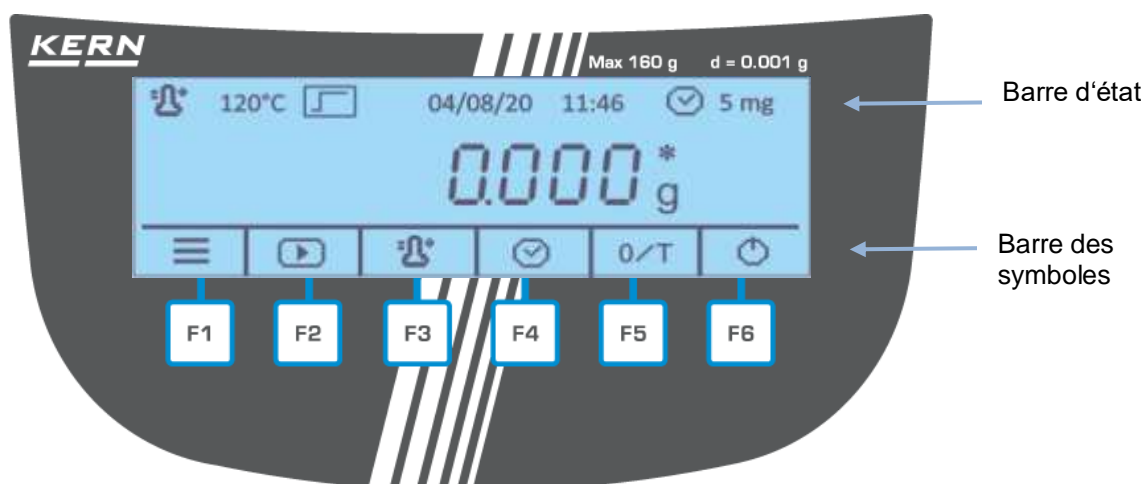 KERN
Max 160 g d = 0.001 g
120°C 04/08/20 11:46 5 mg
Barre d‘état
0.000 * g
0/T
Barre des
symboles
F1 F2 F3 F4 F5 F6